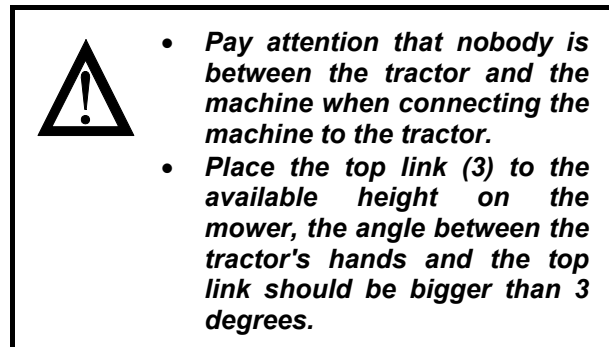 • Pay attention that nobody is
between the tractor and the
machine when connecting the
machine to the tractor.
• Place the top link (3) to the
available height on the
mower, the angle between the
tractor's hands and the top
link should be bigger than 3
degrees.